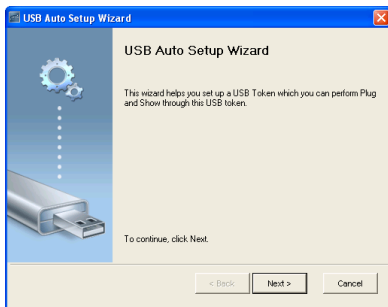 USB Auto Setup Wizard
USB Auto Setup Wizard
This wizard helps you set up a USB Token which you can perform Plug
and Show through this USB token.
To continue, click Next.
< Back
Next >
Cancel